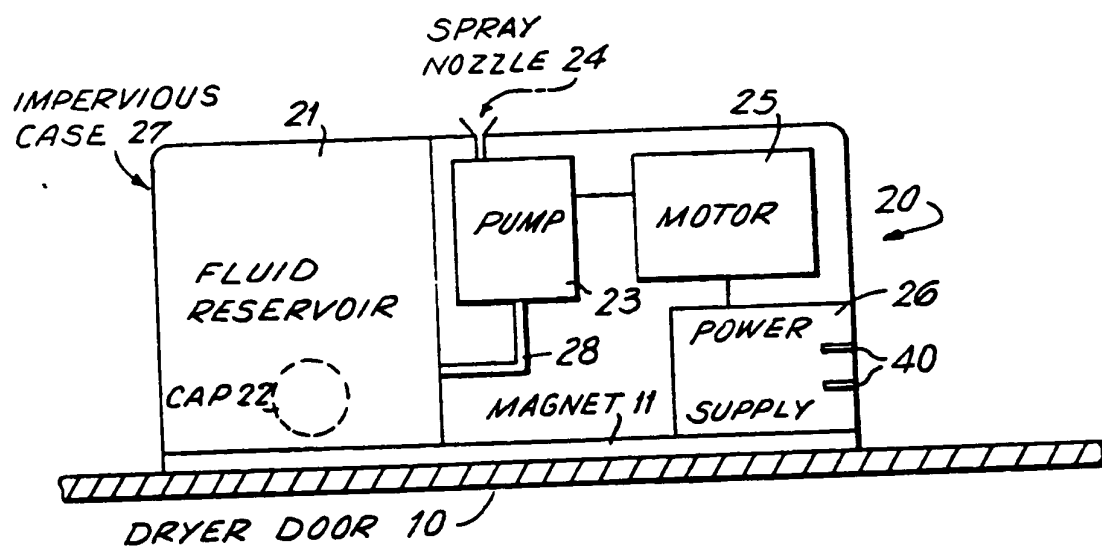 SPRAY
NOZZLE 24
IMPERVIOUS
CASE 27
21
25
PUMP
MOTOR
20
FLUID
RESERVOIR
23
26
POWER
28
40
CAP 22
MAGNET 11
SUPPLY
DRYER DOOR 10